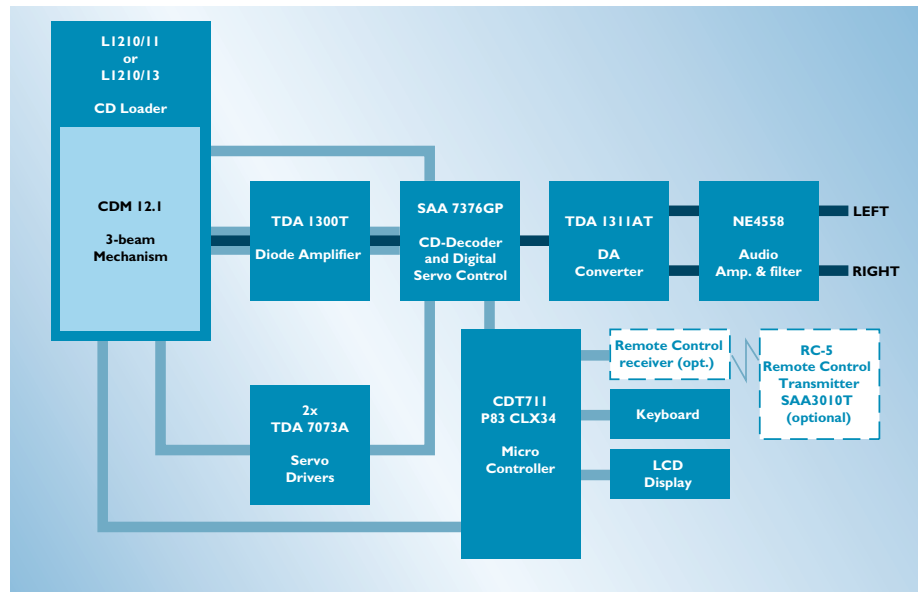 L1210/11
or
L1210/13
CD Loader
CDM 12.1
3-beam
Mechanism
TDA 1300T
Diode Amplifier
SAA 7376GP
CD-Decoder
and Digital
Servo Control
TDA 1311AT
DA
Converter
NE4558
Audio
Amp. & filter
LEFT
RIGHT
2x
TDA 7073A
Servo
Drivers
CDT711
P83 CLX34
Micro
Controller
Remote Control
receiver (opt.)
Keyboard
LCD
Display
RC-5
Remote Control
Transmitter
SAA3010T
(optional)